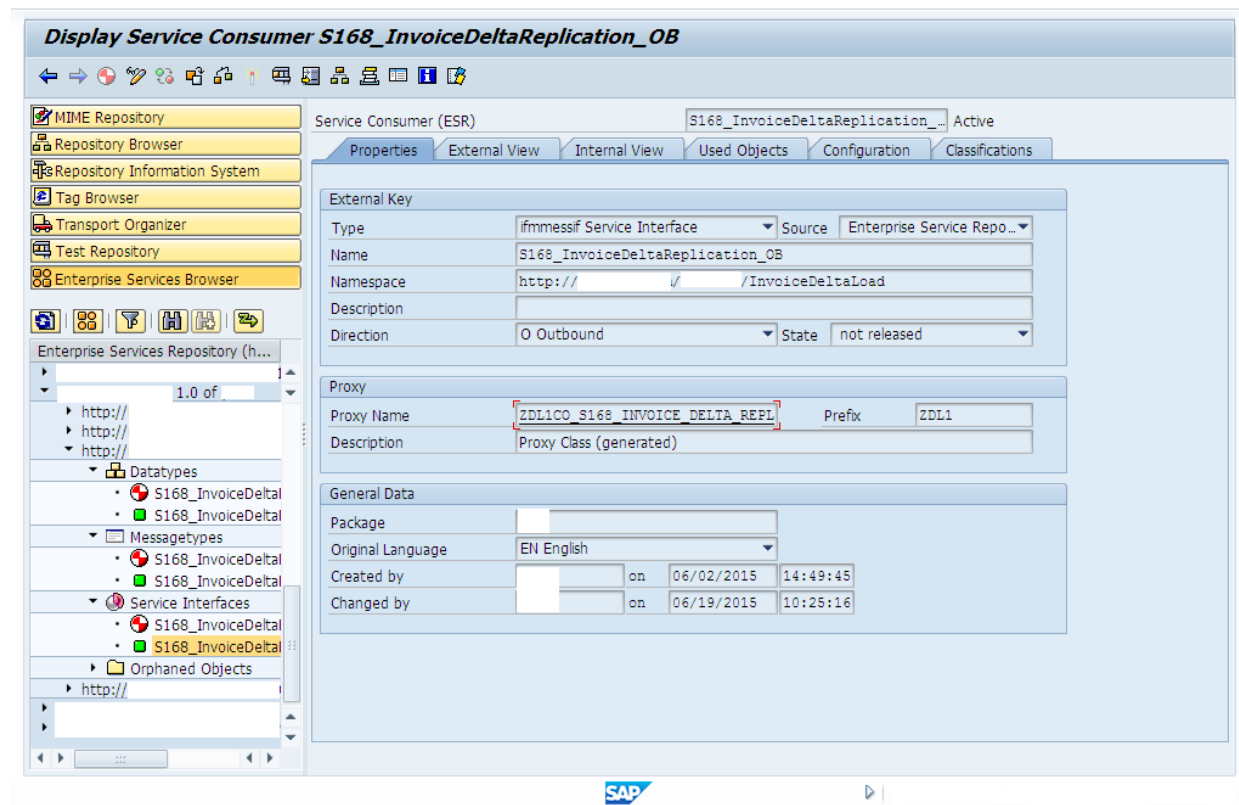 Display Service Consumer S168_InvoiceDeltaReplication_OB
MIME Repository
Repository Browser
Repository Information System
Tag Browser
Transport Organizer
Test Repository
Enterprise Services Browser
Enterprise Services Repository (h...
1.0 of
http://
http://
http://
Datatypes
S168_InvoiceDeltal
S168_InvoiceDeltal
Messagetypes
S168_InvoiceDeltal
S168_InvoiceDeltal
Service Interfaces
S168_InvoiceDeltal
S168_InvoiceDeltal
Orphaned Objects
http://
Service Consumer (ESR) S168_InvoiceDeltaReplication_… Active
Properties External View Internal View Used Objects Configuration Classifications
External Key
Type ifmmessif Service Interface Source Enterprise Service Repo…
Name S168_InvoiceDeltaReplication_OB
Namespace http:// / /InvoiceDeltaLoad
Description
Direction O Outbound State not released
Proxy
Proxy Name ZDL1CO_S168_INVOICE_DELTA_REPL Prefix ZDL1
Description Proxy Class (generated)
General Data
Package
Original Language EN English
Created by on 06/02/2015 14:49:45
Changed by on 06/19/2015 10:25:16
SAP